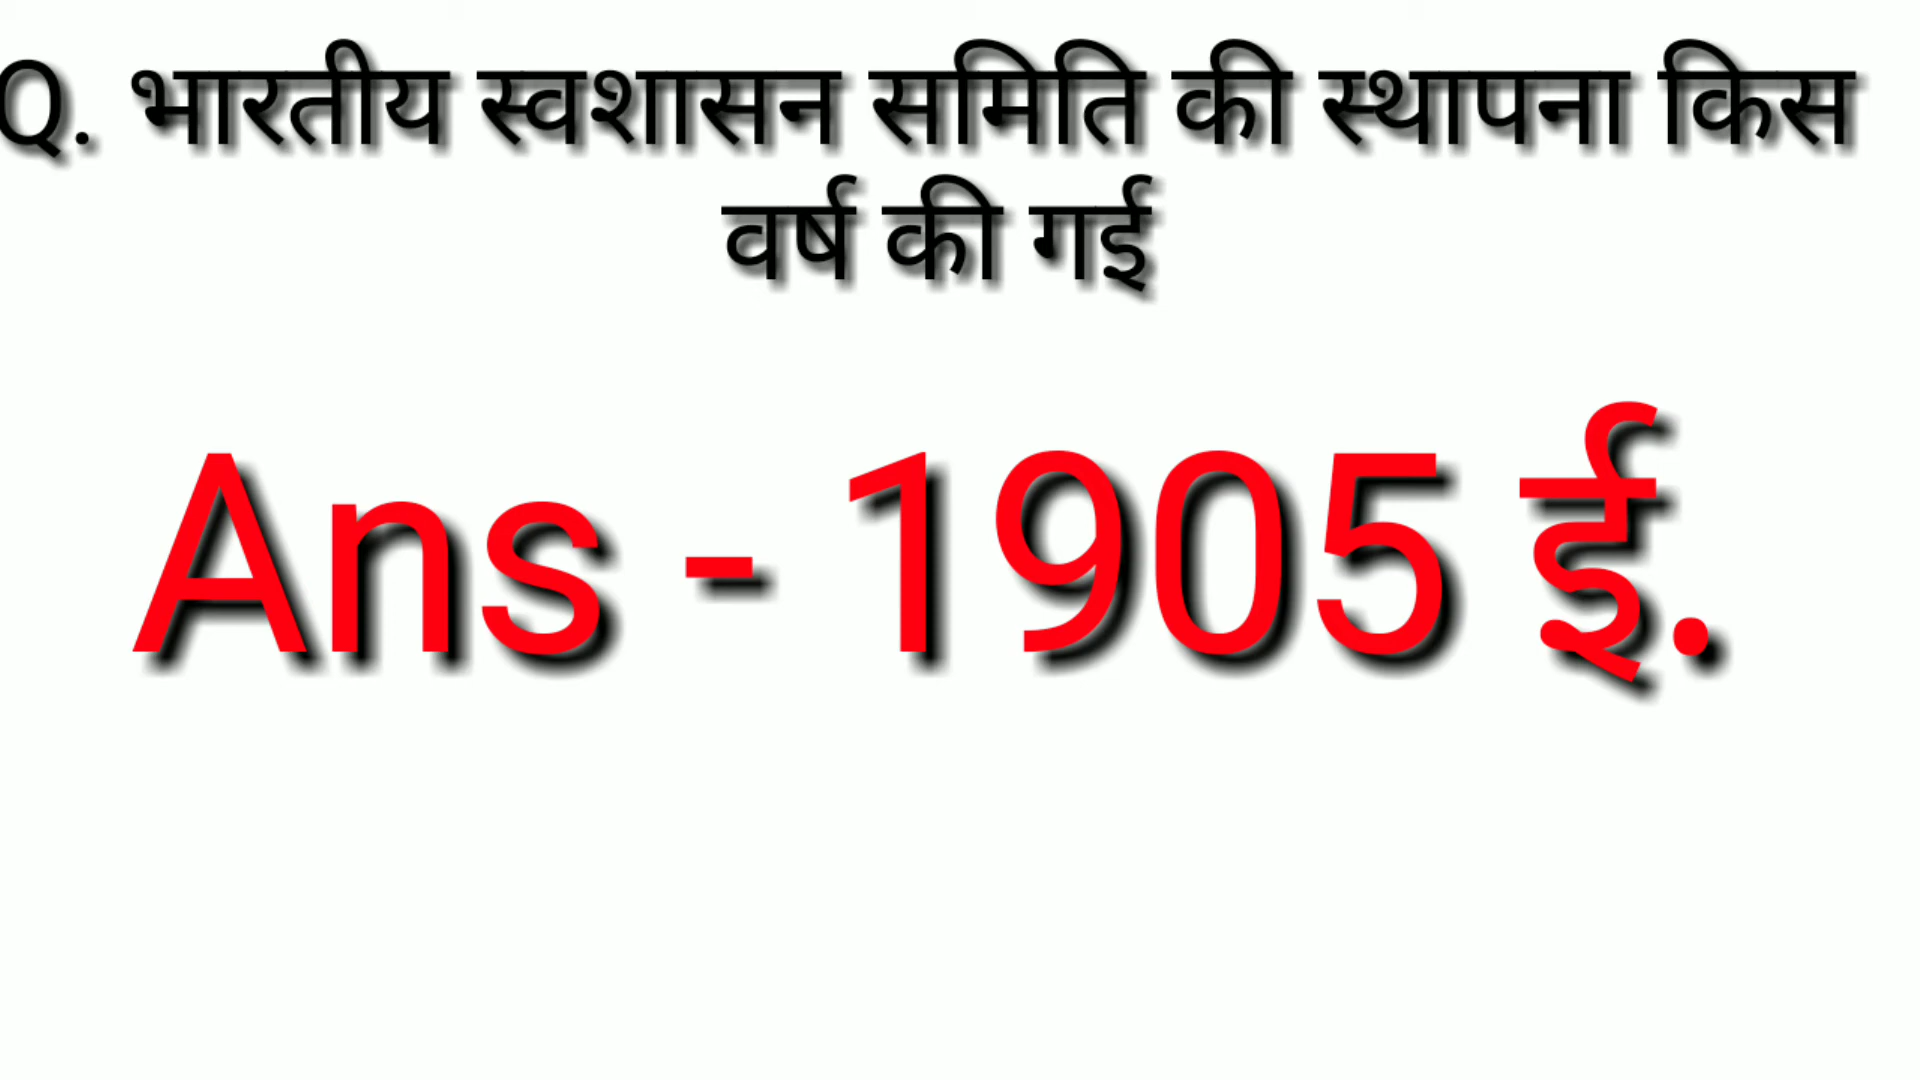 Q. भारतीय स्वशासन समिति की स्थापना किस
वर्ष की गई
Ans - 1905 ई.